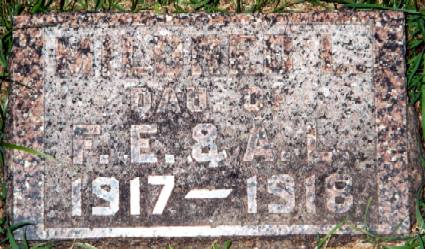 MILDRED L.
DAU. OF
F. E. & A. L.
1917 — 1918